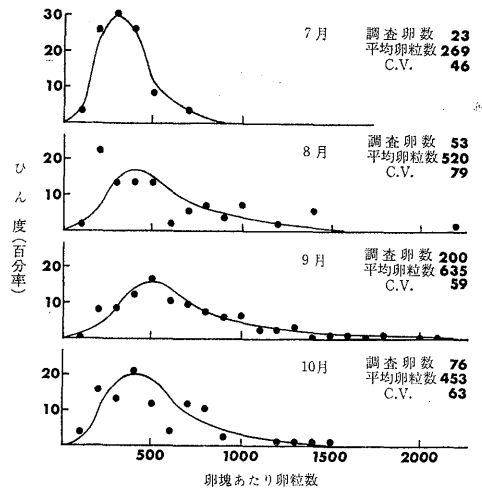 30
20
10
7月
調査卵数 23
平均卵粒数 269
C.V. 46
20
10
8月
調査卵数 53
平均卵粒数 520
C.V. 79
ひん度(百分率)
20
10
9月
調査卵数 200
平均卵粒数 635
C.V. 59
20
10
10月
調査卵数 76
平均卵粒数 453
C.V. 63
500 1000 1500 2000
卵塊あたり卵粒数